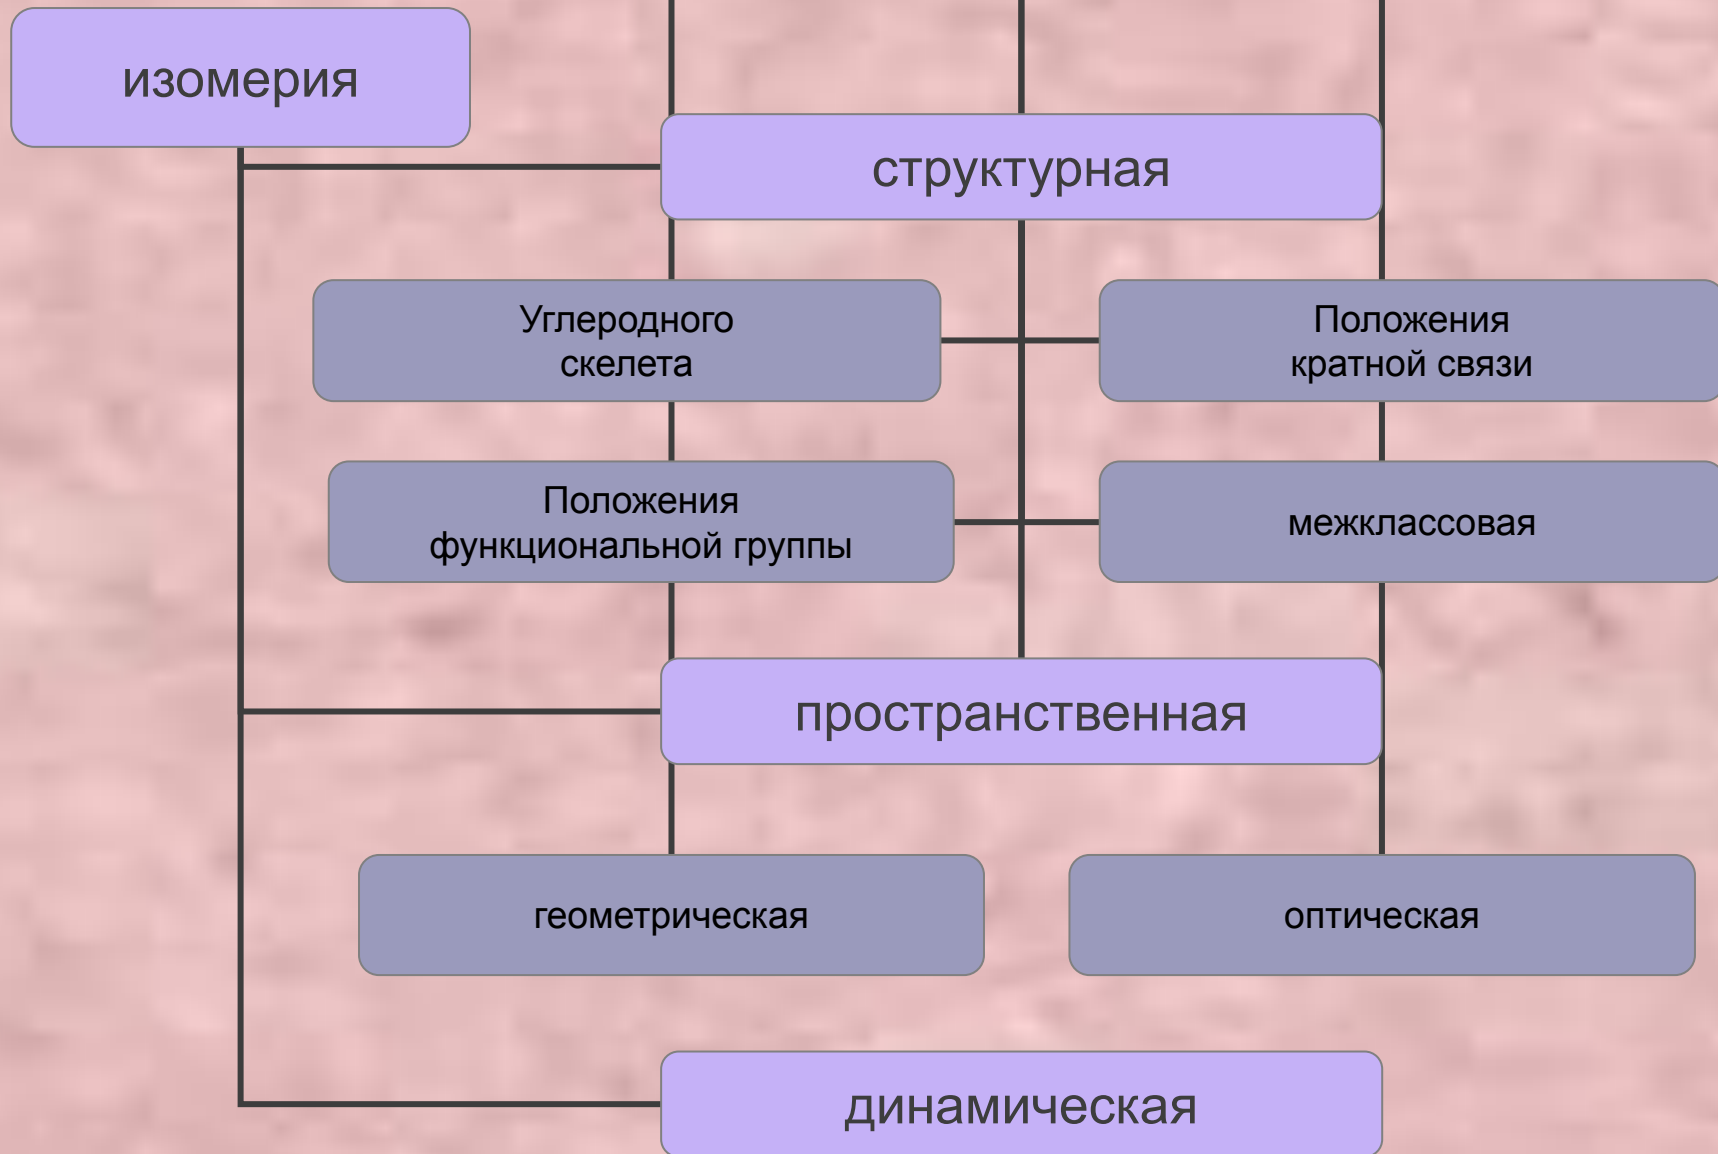 изомерия
структурная
Углеродного
скелета
Положения
кратной связи
Положения
функциональной группы
межклассовая
пространственная
геометрическая
оптическая
динамическая